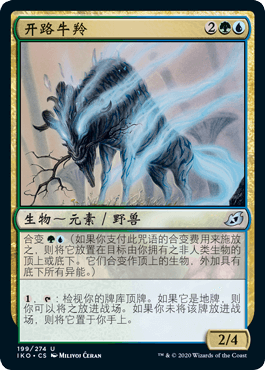 开路牛羚 2
生物～元素／野兽
合变（如果你支付此咒语的合变费用来施放
之，则将它放置在目标由你拥有之非人类生物的
顶上或底下。它们合变作顶上的生物，外加具有
底下所有异能。）
1，：检视你的牌库顶牌。如果它是地牌，则
你可以将之放进战场。如果你未将该牌放进战
场，则将它置于你手上。
2/4
199/274 U
IKO • CS MILIVOJ ĆERAN
™ & © 2020 Wizards of the Coast